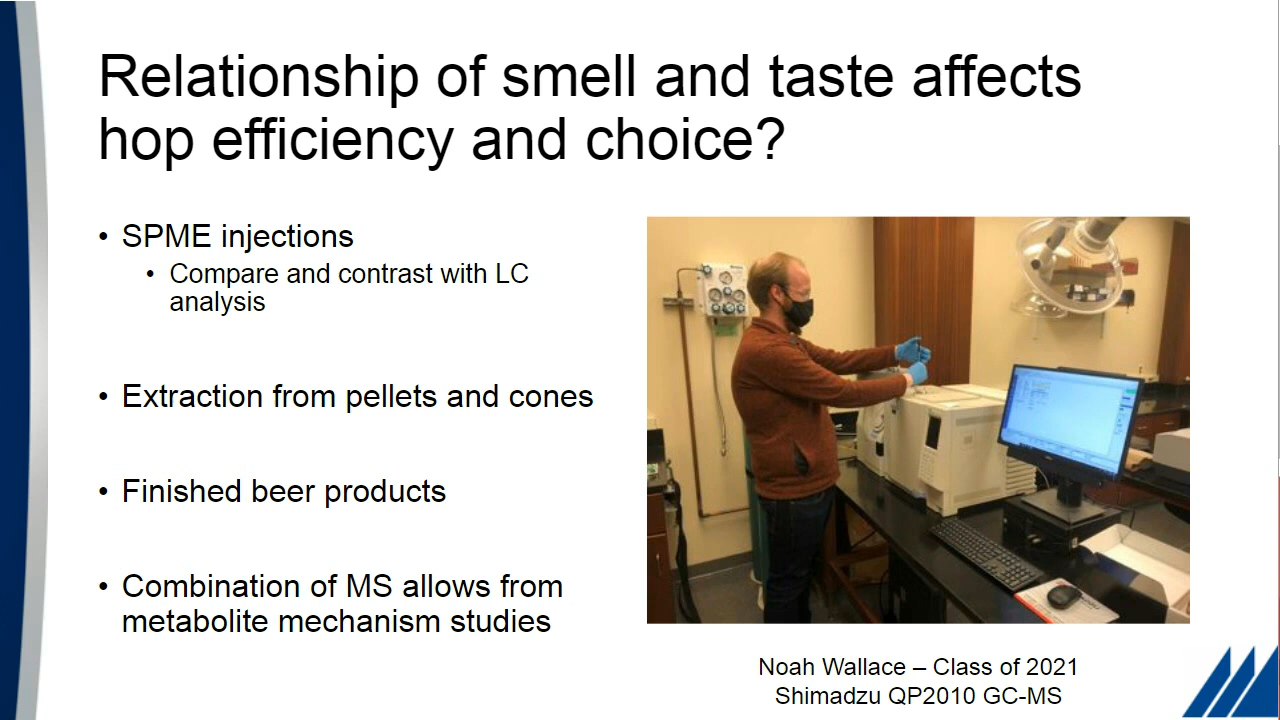 Relationship of smell and taste affects
hop efficiency and choice?
• SPME injections
• Compare and contrast with LC
analysis
• Extraction from pellets and cones
• Finished beer products
• Combination of MS allows from
metabolite mechanism studies
Noah Wallace – Class of 2021
Shimadzu QP2010 GC-MS